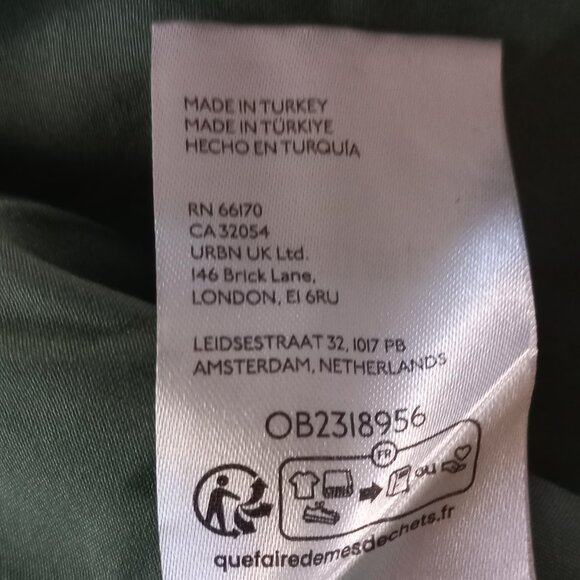 MADE IN TURKEY
MADE IN TÜRKIYE
HECHO EN TURQUÍA
RN 66170
CA 32054
URBN UK Ltd.
146 Brick Lane,
LONDON, E1 6RU
LEIDSESTRAAT 32, 1017 PB
AMSTERDAM, NETHERLANDS
OB2318956
FR
ou
quefairedemesdechets.fr